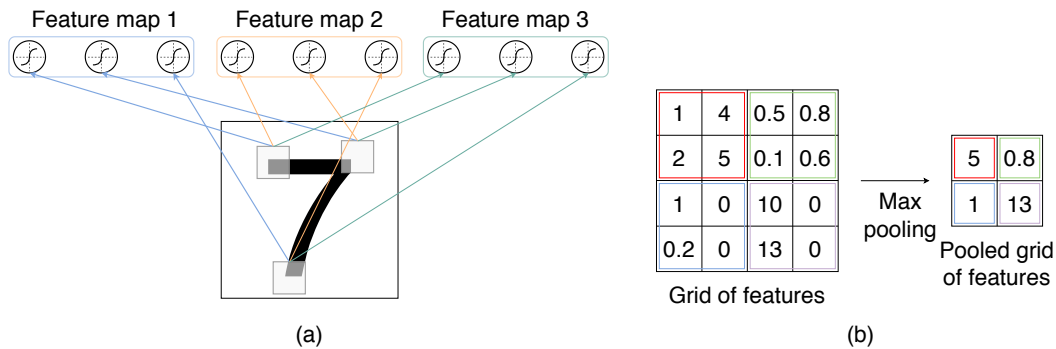 Feature map 1 Feature map 2 Feature map 3
1 4 0.5 0.8
2 5 0.1 0.6
1 0 10 0
0.2 0 13 0
Grid of features
Max
pooling
5 0.8
1 13
Pooled grid
of features
7
(a) (b)